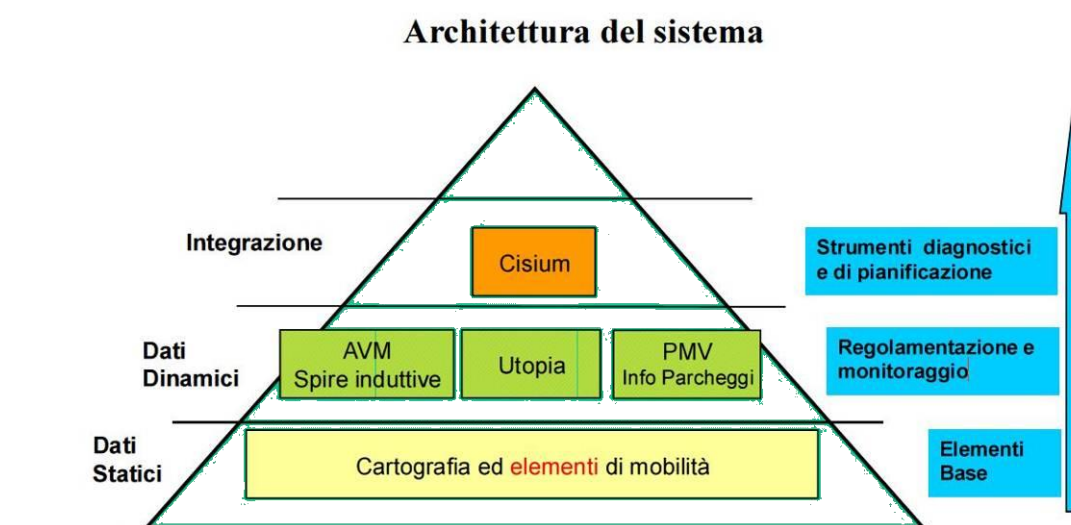 Architettura del sistema
Integrazione
Cisium
Strumenti diagnostici
e di pianificazione
Dati
Dinamici
AVM
Spire induttive
Utopia
PMV
Info Parcheggi
Regolamentazione e
monitoraggio
Dati
Statici
Cartografia ed elementi di mobilità
Elementi
Base